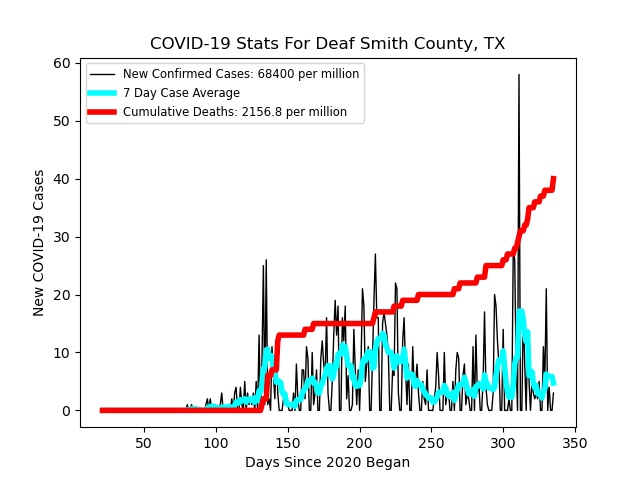 COVID-19 Stats For Deaf Smith County, TX
New Confirmed Cases: 68400 per million
7 Day Case Average
Cumulative Deaths: 2156.8 per million
New COVID-19 Cases
60
50
40
30
20
10
0
50
100
150
200
250
300
350
Days Since 2020 Began